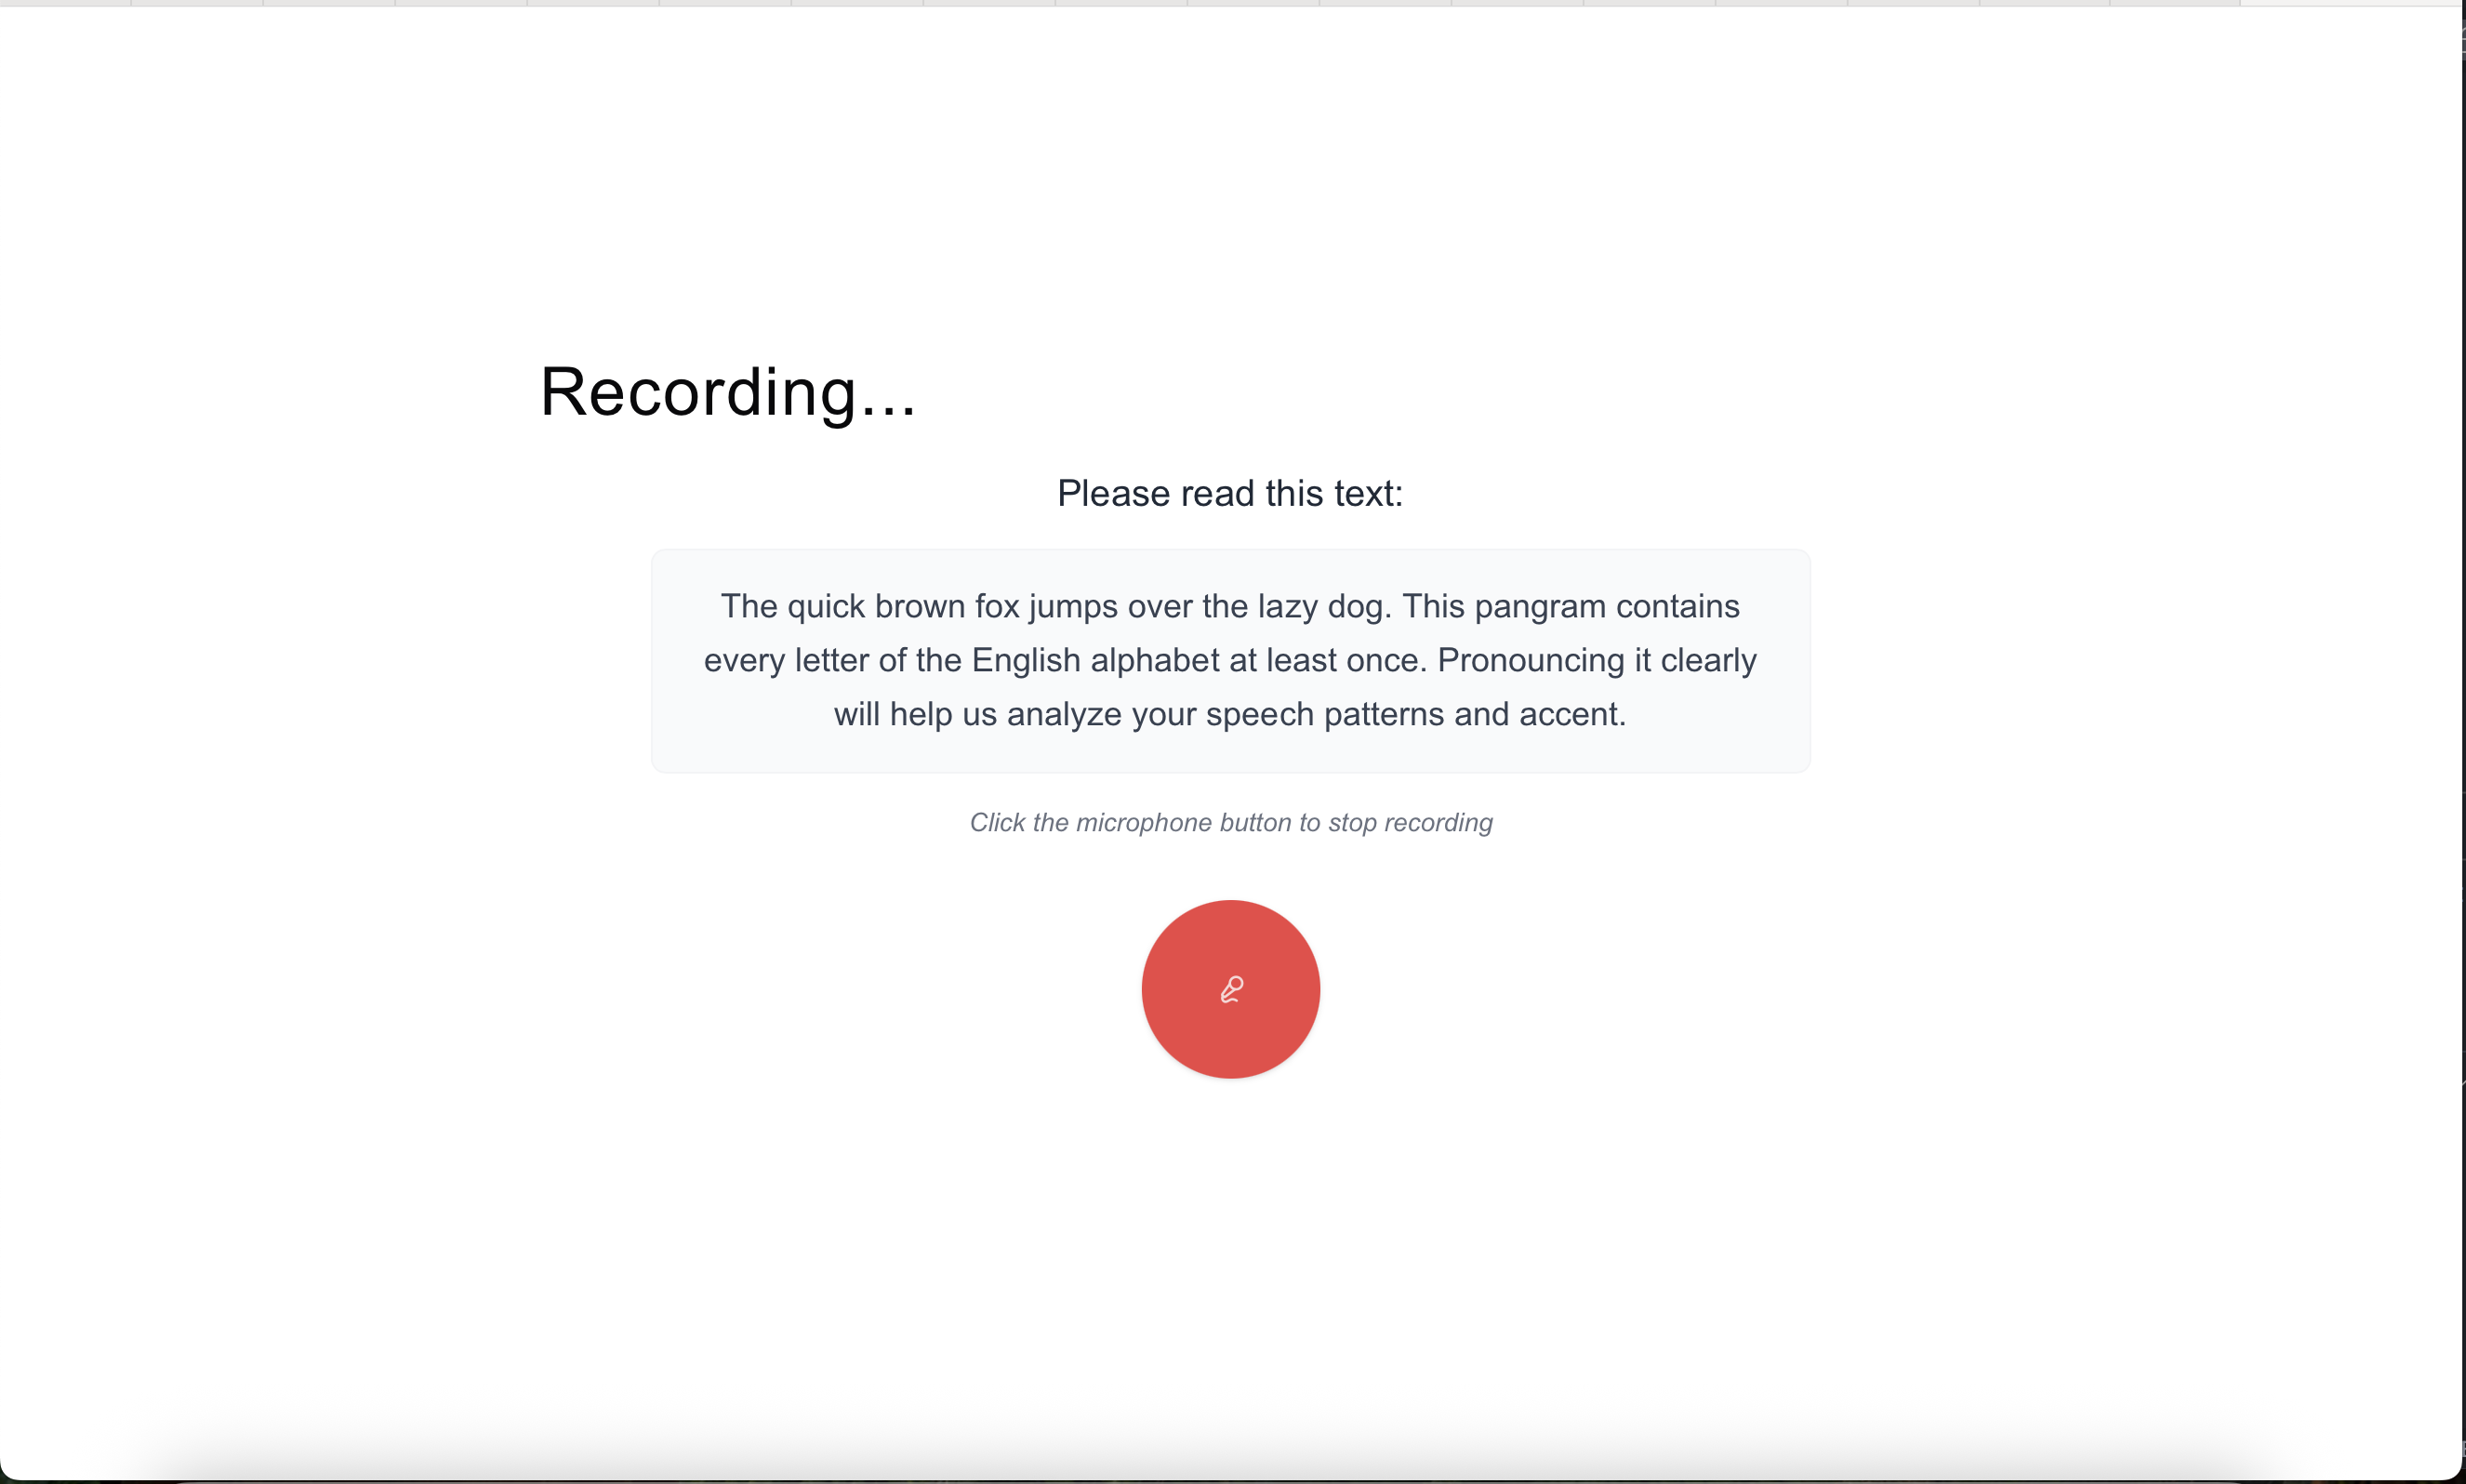 Recording...
Please read this text:
The quick brown fox jumps over the lazy dog. This pangram contains
every letter of the English alphabet at least once. Pronouncing it clearly
will help us analyze your speech patterns and accent.
Click the microphone button to stop recording